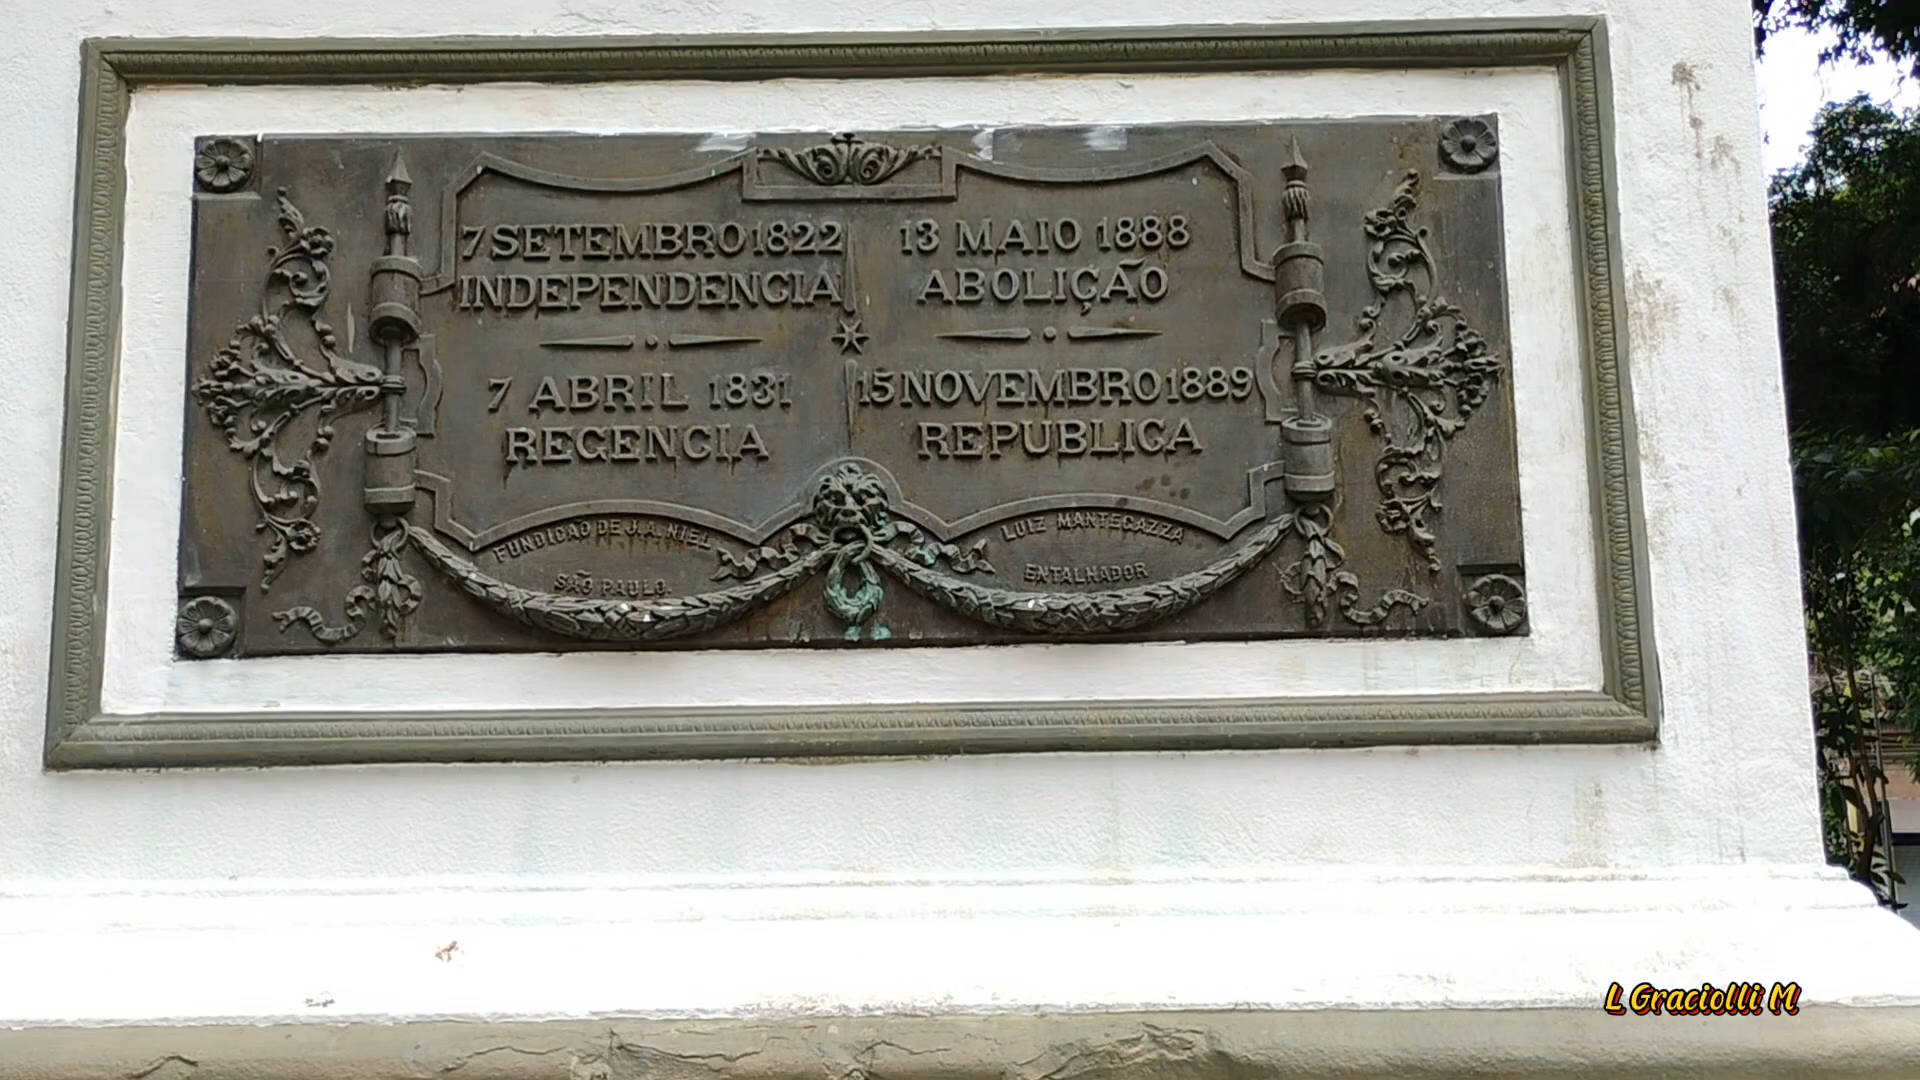 7 SETEMBRO 1822
INDEPENDENCIA
7 ABRIL 1831
REGENCIA
13 MAIO 1888
ABOLIÇÃO
15 NOVEMBRO 1889
REPUBLICA
FUNDICAO DE J.A. NIEL
SÃO PAULO.
LUIZ MANTEGAZZA
ENTALHADOR
L Graciolli M